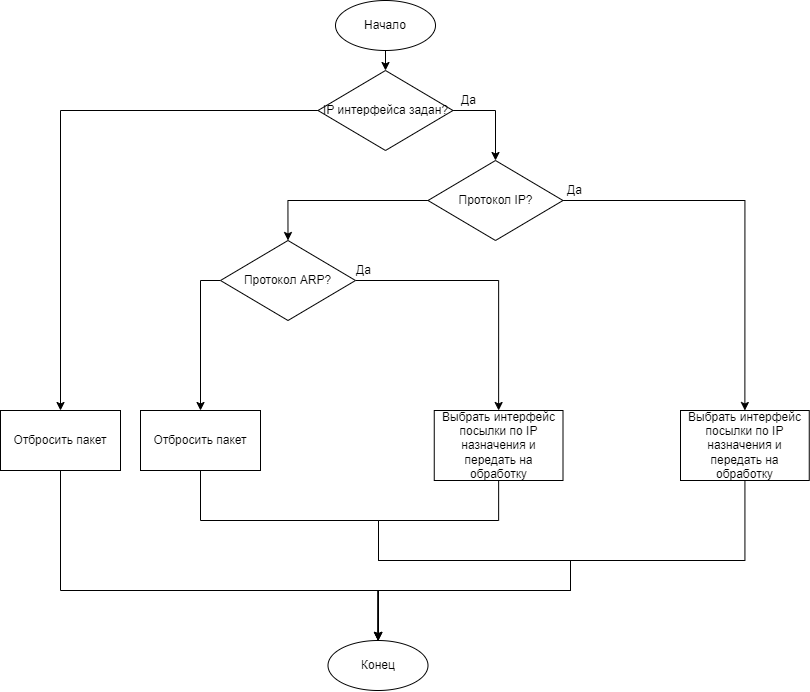 Начало
IP интерфейса задан?
Да
Протокол IP?
Да
Протокол ARP?
Да
Отбросить пакет
Отбросить пакет
Выбрать интерфейс
посылки по IP
назначения и
передать на
обработку
Выбрать интерфейс
посылки по IP
назначения и
передать на
обработку
Конец